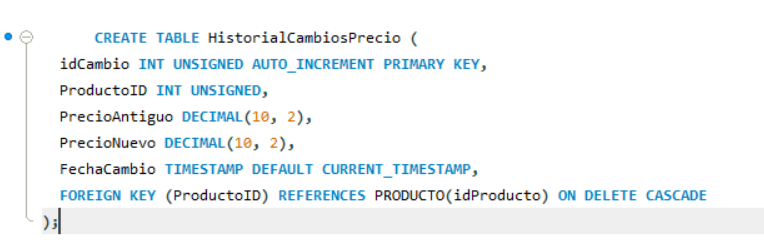 CREATE TABLE HistorialCambiosPrecio (
idCambio INT UNSIGNED AUTO_INCREMENT PRIMARY KEY,
ProductoID INT UNSIGNED,
PrecioAntiguo DECIMAL(10, 2),
PrecioNuevo DECIMAL(10, 2),
FechaCambio TIMESTAMP DEFAULT CURRENT_TIMESTAMP,
FOREIGN KEY (ProductoID) REFERENCES PRODUCTO(idProducto) ON DELETE CASCADE
);